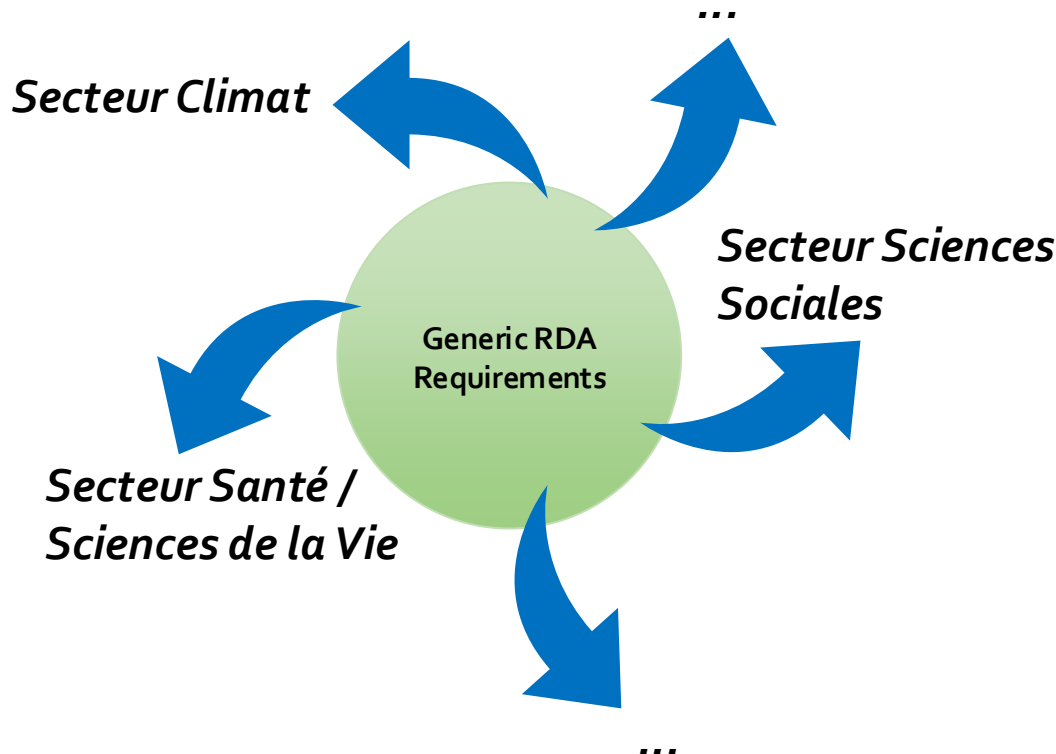 ...
Secteur Climat
Secteur Sciences
Sociales
Generic RDA
Requirements
Secteur Santé /
Sciences de la Vie
...